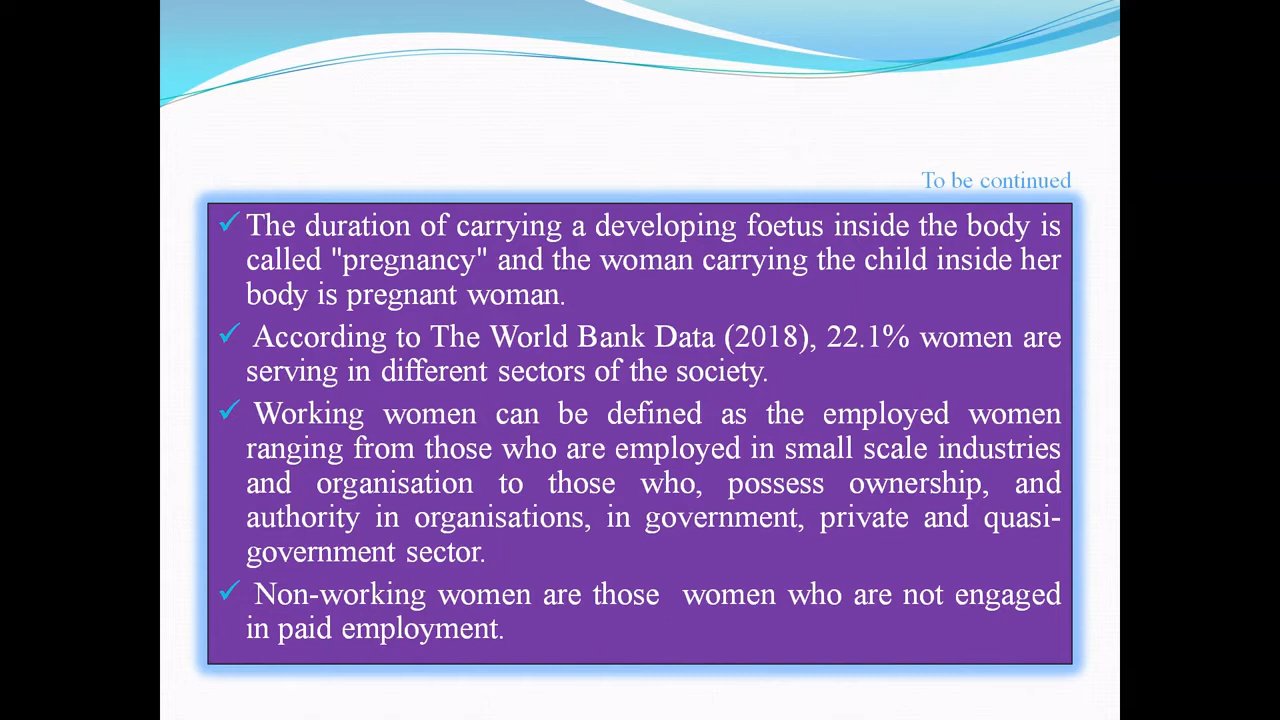 To be continued
✓ The duration of carrying a developing foetus inside the body is
called "pregnancy" and the woman carrying the child inside her
body is pregnant woman.
✓ According to The World Bank Data (2018), 22.1% women are
serving in different sectors of the society.
✓ Working women can be defined as the employed women
ranging from those who are employed in small scale industries
and organisation to those who, possess ownership, and
authority in organisations, in government, private and quasi-
government sector.
✓ Non-working women are those women who are not engaged
in paid employment.